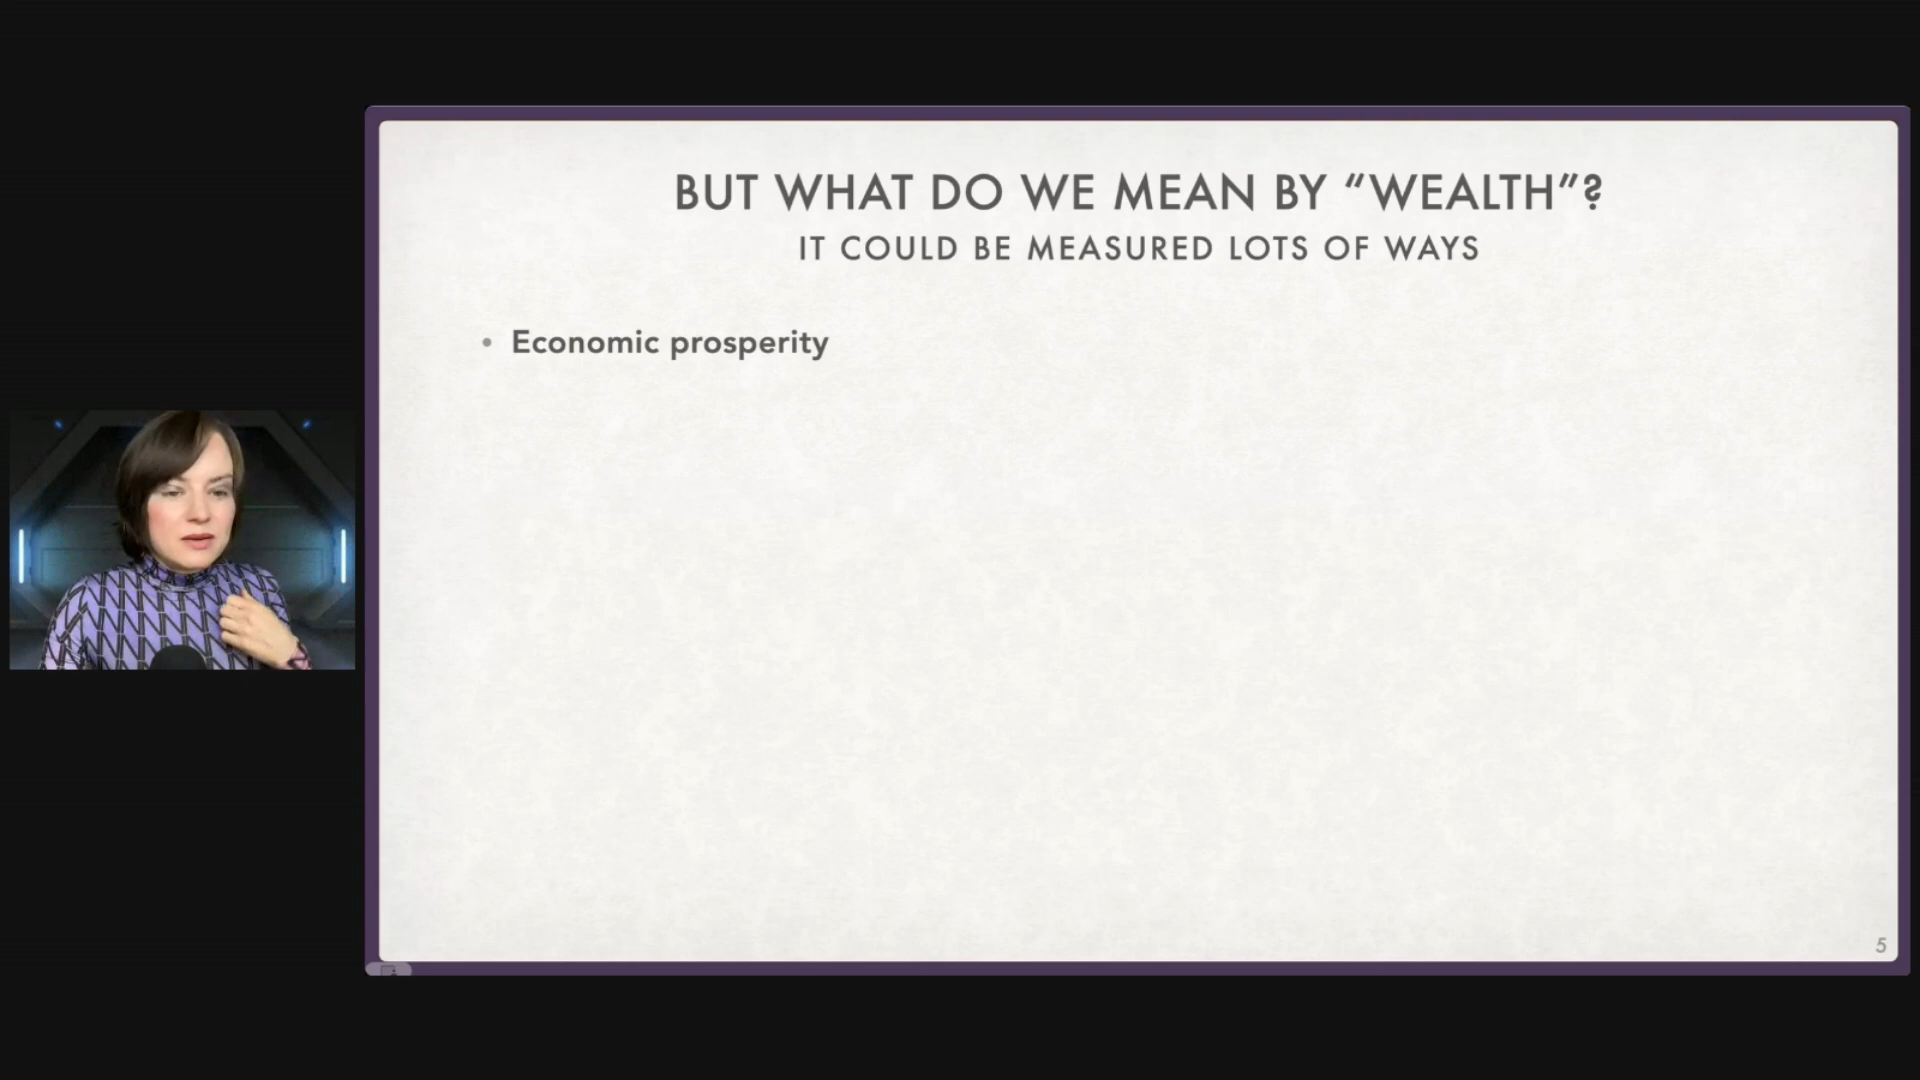 BUT WHAT DO WE MEAN BY “WEALTH”?
IT COULD BE MEASURED LOTS OF WAYS
• Economic prosperity
5